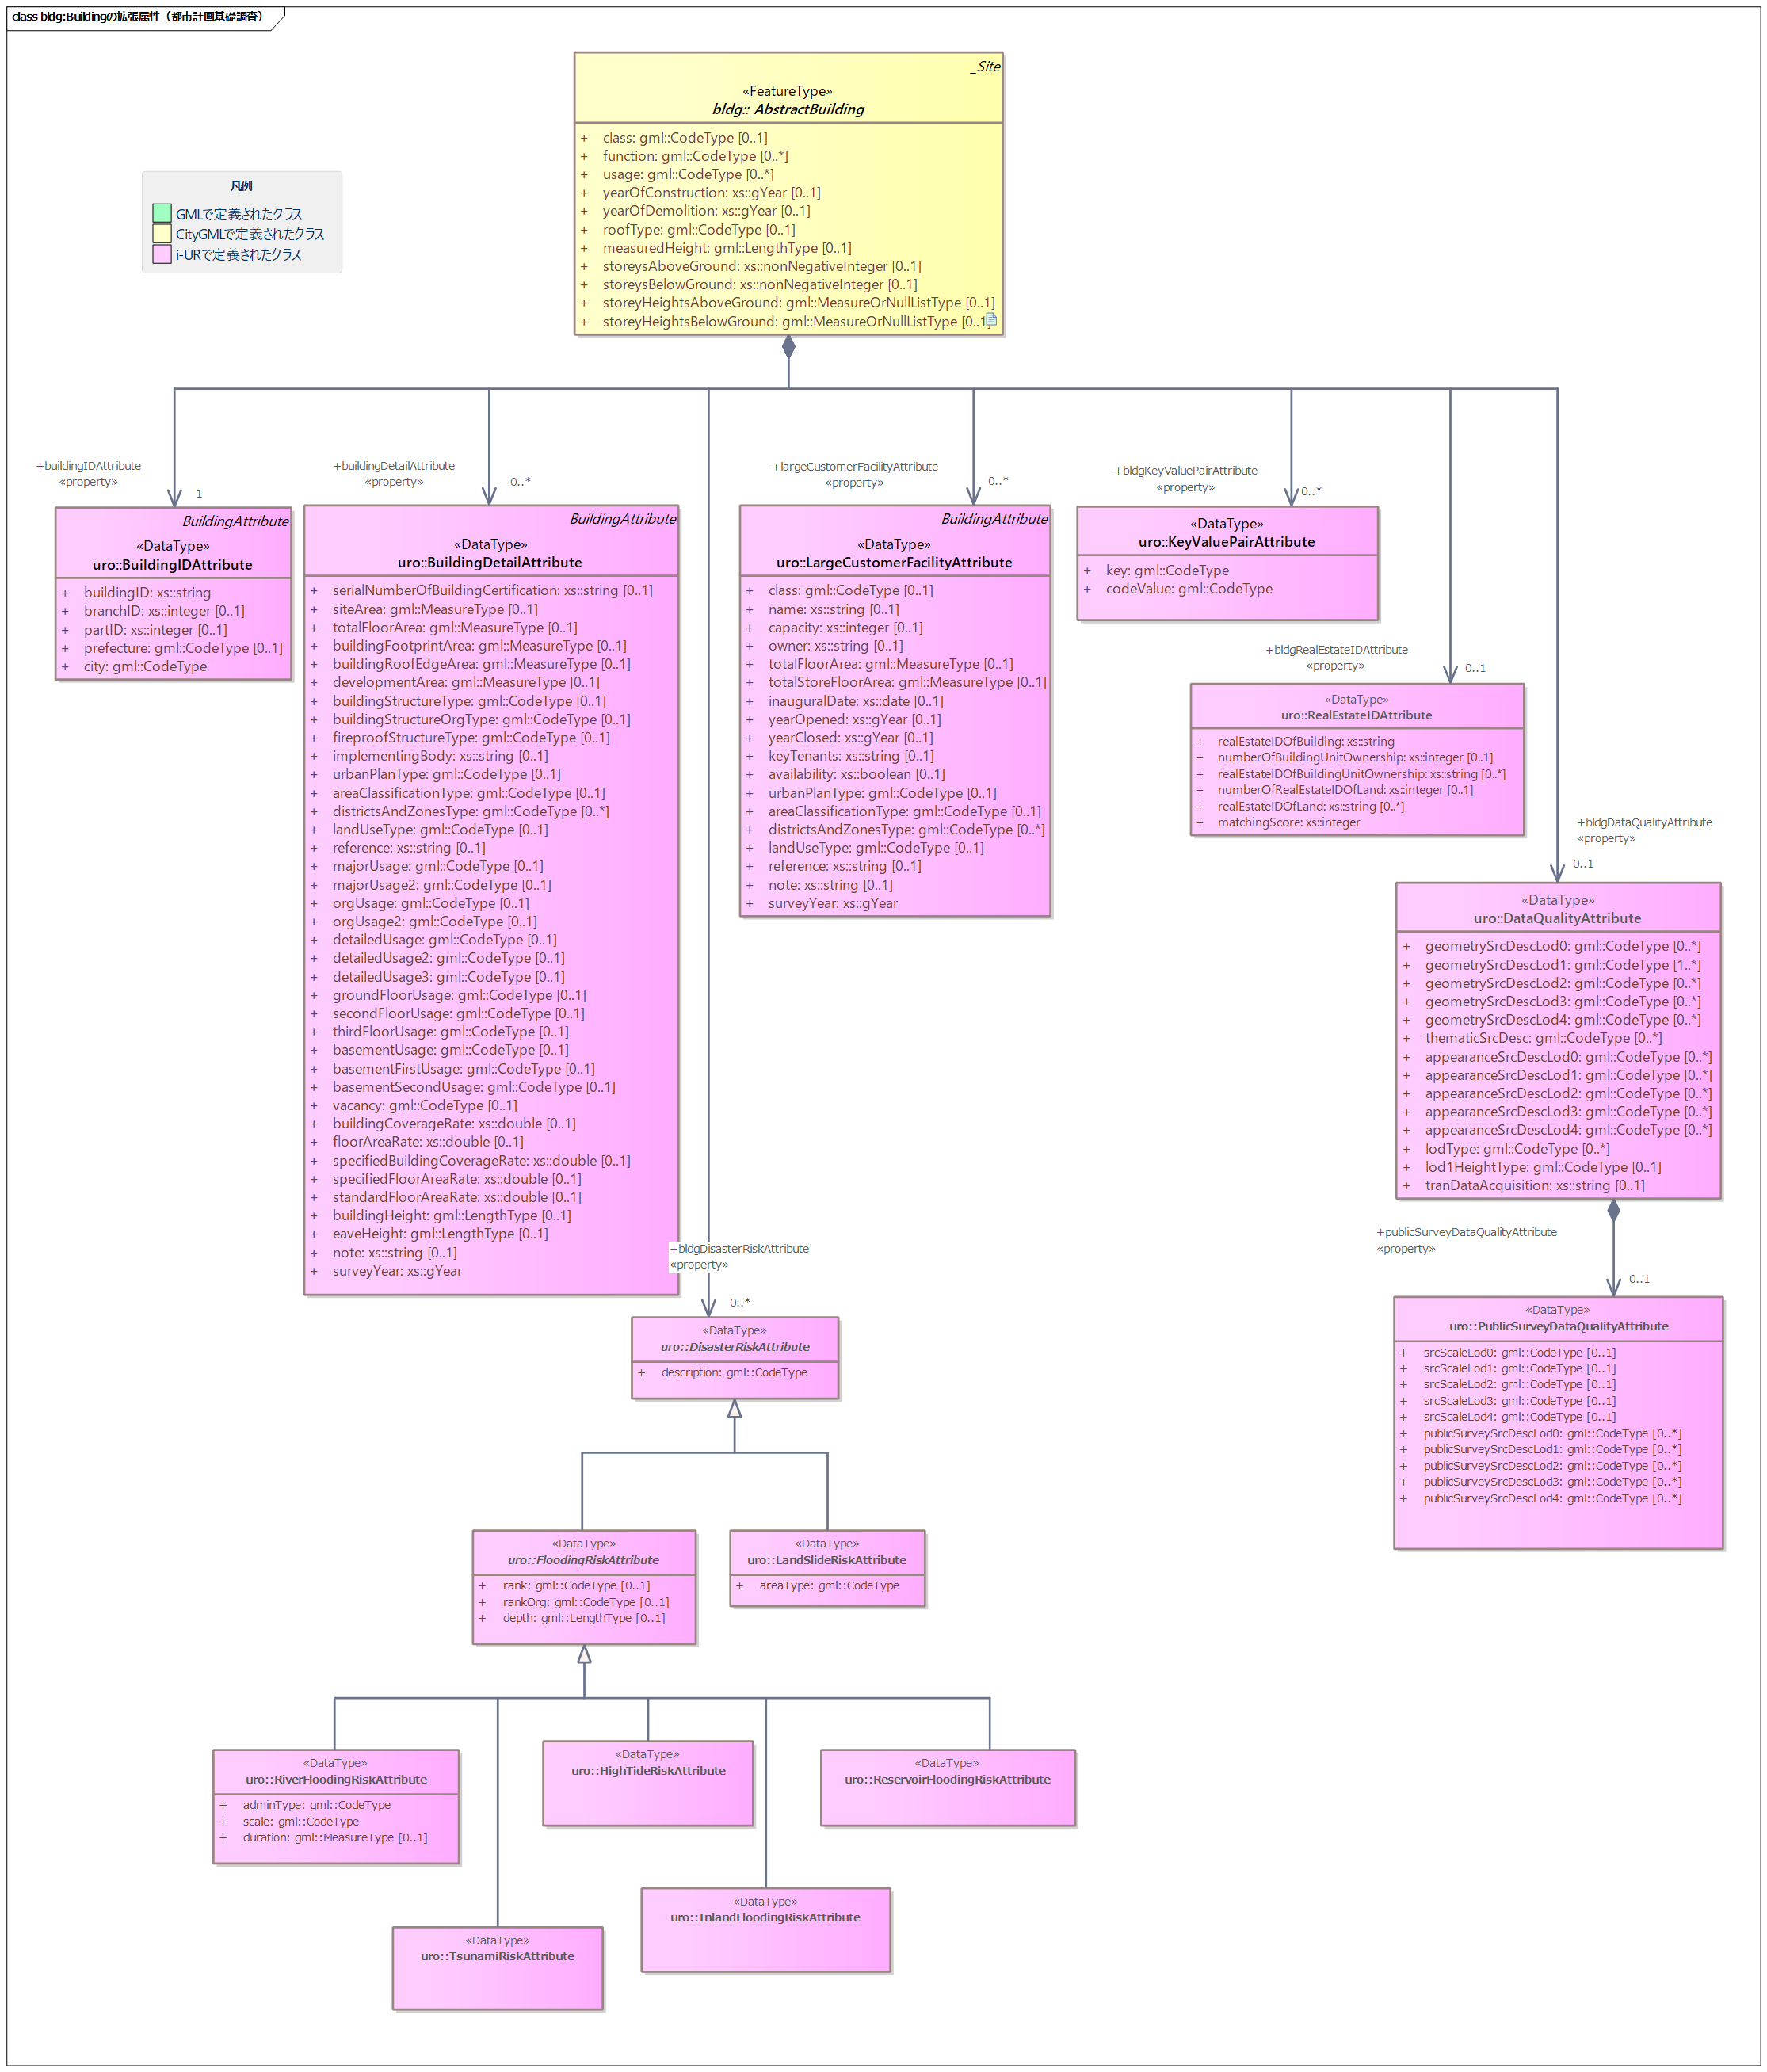 class bldg:Buildingの拡張属性（都市計画基礎調査）
_Site
«FeatureType»
bldg::_AbstractBuilding
+ class: gml::CodeType [0..1]
+ function: gml::CodeType [0..*]
+ usage: gml::CodeType [0..*]
+ yearOfConstruction: xs::gYear [0..1]
+ yearOfDemolition: xs::gYear [0..1]
+ roofType: gml::CodeType [0..1]
+ measuredHeight: gml::LengthType [0..1]
+ storeysAboveGround: xs::nonNegativeInteger [0..1]
+ storeysBelowGround: xs::nonNegativeInteger [0..1]
+ storeyHeightsAboveGround: gml::MeasureOrNullListType [0..1]
+ storeyHeightsBelowGround: gml::MeasureOrNullListType [0..1]
凡例
GMLで定義されたクラス
CityGMLで定義されたクラス
i-URで定義されたクラス
+buildingIDAttribute
«property»
1
BuildingAttribute
«DataType»
uro::BuildingIDAttribute
+ buildingID: xs::string
+ branchID: xs::integer [0..1]
+ partID: xs::integer [0..1]
+ prefecture: gml::CodeType [0..1]
+ city: gml::CodeType
+buildingDetailAttribute
«property»
0..*
BuildingAttribute
«DataType»
uro::BuildingDetailAttribute
+ serialNumberOfBuildingCertification: xs::string [0..1]
+ siteArea: gml::MeasureType [0..1]
+ totalFloorArea: gml::MeasureType [0..1]
+ buildingFootprintArea: gml::MeasureType [0..1]
+ buildingRoofEdgeArea: gml::MeasureType [0..1]
+ developmentArea: gml::MeasureType [0..1]
+ buildingStructureType: gml::CodeType [0..1]
+ buildingStructureOrgType: gml::CodeType [0..1]
+ fireproofStructureType: gml::CodeType [0..1]
+ implementingBody: xs::string [0..1]
+ urbanPlanType: gml::CodeType [0..1]
+ areaClassificationType: gml::CodeType [0..1]
+ districtsAndZonesType: gml::CodeType [0..*]
+ landUseType: gml::CodeType [0..1]
+ reference: xs::string [0..1]
+ majorUsage: gml::CodeType [0..1]
+ majorUsage2: gml::CodeType [0..1]
+ orgUsage: gml::CodeType [0..1]
+ orgUsage2: gml::CodeType [0..1]
+ detailedUsage: gml::CodeType [0..1]
+ detailedUsage2: gml::CodeType [0..1]
+ detailedUsage3: gml::CodeType [0..1]
+ groundFloorUsage: gml::CodeType [0..1]
+ secondFloorUsage: gml::CodeType [0..1]
+ thirdFloorUsage: gml::CodeType [0..1]
+ basementUsage: gml::CodeType [0..1]
+ basementFirstUsage: gml::CodeType [0..1]
+ basementSecondUsage: gml::CodeType [0..1]
+ vacancy: gml::CodeType [0..1]
+ buildingCoverageRate: xs::double [0..1]
+ floorAreaRate: xs::double [0..1]
+ specifiedBuildingCoverageRate: xs::double [0..1]
+ specifiedFloorAreaRate: xs::double [0..1]
+ standardFloorAreaRate: xs::double [0..1]
+ buildingHeight: gml::LengthType [0..1]
+ eaveHeight: gml::LengthType [0..1]
+ note: xs::string [0..1]
+ surveyYear: xs::gYear
+largeCustomerFacilityAttribute
«property»
0..*
BuildingAttribute
«DataType»
uro::LargeCustomerFacilityAttribute
+ class: gml::CodeType [0..1]
+ name: xs::string [0..1]
+ capacity: xs::integer [0..1]
+ owner: xs::string [0..1]
+ totalFloorArea: gml::MeasureType [0..1]
+ totalStoreFloorArea: gml::MeasureType [0..1]
+ inauguralDate: xs::date [0..1]
+ yearOpened: xs::gYear [0..1]
+ yearClosed: xs::gYear [0..1]
+ keyTenants: xs::string [0..1]
+ availability: xs::boolean [0..1]
+ urbanPlanType: gml::CodeType [0..1]
+ areaClassificationType: gml::CodeType [0..1]
+ districtsAndZonesType: gml::CodeType [0..*]
+ landUseType: gml::CodeType [0..1]
+ reference: xs::string [0..1]
+ note: xs::string [0..1]
+ surveyYear: xs::gYear
+bldgKeyValuePairAttribute
«property»
0..*
«DataType»
uro::KeyValuePairAttribute
+ key: gml::CodeType
+ codeValue: gml::CodeType
+bldgRealEstateIDAttribute
«property»
0..1
«DataType»
uro::RealEstateIDAttribute
+ realEstateIDOfBuilding: xs::string
+ numberOfBuildingUnitOwnership: xs::integer [0..1]
+ realEstateIDOfBuildingUnitOwnership: xs::string [0..*]
+ numberOfRealEstateIDOfLand: xs::integer [0..1]
+ realEstateIDOfLand: xs::string [0..*]
+ matchingScore: xs::integer
+bldgDataQualityAttribute
«property»
0..1
«DataType»
uro::DataQualityAttribute
+ geometrySrcDescLod0: gml::CodeType [0..*]
+ geometrySrcDescLod1: gml::CodeType [1..*]
+ geometrySrcDescLod2: gml::CodeType [0..*]
+ geometrySrcDescLod3: gml::CodeType [0..*]
+ geometrySrcDescLod4: gml::CodeType [0..*]
+ thematicSrcDesc: gml::CodeType [0..*]
+ appearanceSrcDescLod0: gml::CodeType [0..*]
+ appearanceSrcDescLod1: gml::CodeType [0..*]
+ appearanceSrcDescLod2: gml::CodeType [0..*]
+ appearanceSrcDescLod3: gml::CodeType [0..*]
+ appearanceSrcDescLod4: gml::CodeType [0..*]
+ lodType: gml::CodeType [0..*]
+ lod1HeightType: gml::CodeType [0..1]
+ tranDataAcquisition: xs::string [0..1]
+publicSurveyDataQualityAttribute
«property»
0..1
«DataType»
uro::PublicSurveyDataQualityAttribute
+ srcScaleLod0: gml::CodeType [0..1]
+ srcScaleLod1: gml::CodeType [0..1]
+ srcScaleLod2: gml::CodeType [0..1]
+ srcScaleLod3: gml::CodeType [0..1]
+ srcScaleLod4: gml::CodeType [0..1]
+ publicSurveySrcDescLod0: gml::CodeType [0..*]
+ publicSurveySrcDescLod1: gml::CodeType [0..*]
+ publicSurveySrcDescLod2: gml::CodeType [0..*]
+ publicSurveySrcDescLod3: gml::CodeType [0..*]
+ publicSurveySrcDescLod4: gml::CodeType [0..*]
+bldgDisasterRiskAttribute
«property»
0..*
«DataType»
uro::DisasterRiskAttribute
+ description: gml::CodeType
«DataType»
uro::FloodingRiskAttribute
+ rank: gml::CodeType [0..1]
+ rankOrg: gml::CodeType [0..1]
+ depth: gml::LengthType [0..1]
«DataType»
uro::LandSlideRiskAttribute
+ areaType: gml::CodeType
«DataType»
uro::RiverFloodingRiskAttribute
+ adminType: gml::CodeType
+ scale: gml::CodeType
+ duration: gml::MeasureType [0..1]
«DataType»
uro::HighTideRiskAttribute
«DataType»
uro::ReservoirFloodingRiskAttribute
«DataType»
uro::InlandFloodingRiskAttribute
«DataType»
uro::TsunamiRiskAttribute